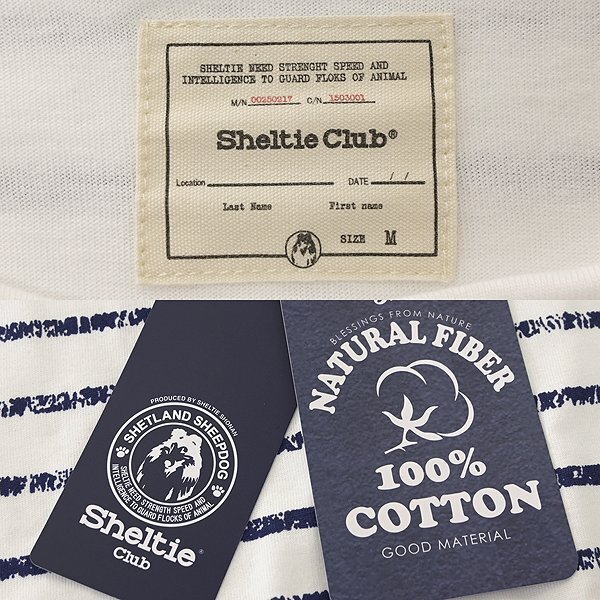 SHELTIE NEED STRENGHT SPEED AND
INTELLIGENCE TO GUARD FLOKS OF ANIMAL
M/N 00250217 C/N 1503001
Sheltie Club®
Location DATE / /
Last Name First name
SIZE M
PRODUCED BY SHELTIE SHOHAN
SHETLAND SHEEPDOG
SHELTIE NEED STRENGTH SPEED AND
INTELLIGENCE TO GUARD FLOCKS OF ANIMAL
Sheltie®
Club
BLESSINGS FROM NATURE
NATURAL FIBER
100%
COTTON
GOOD MATERIAL